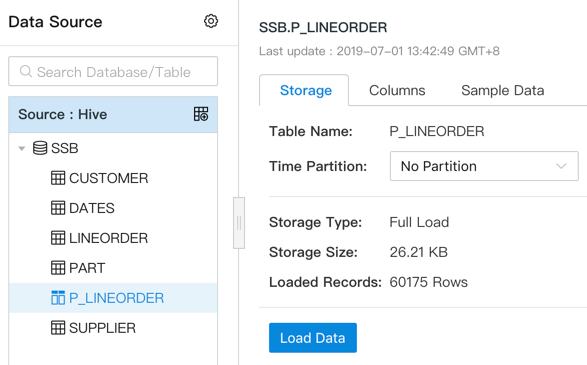 Data Source
Search Database/Table
Source : Hive
SSB
CUSTOMER
DATES
LINEORDER
PART
P_LINEORDER
SUPPLIER
SSB.P_LINEORDER
Last update : 2019-07-01 13:42:49 GMT+8
Storage Columns Sample Data
Table Name: P_LINEORDER
Time Partition: No Partition
Storage Type: Full Load
Storage Size: 26.21 KB
Loaded Records: 60175 Rows
Load Data